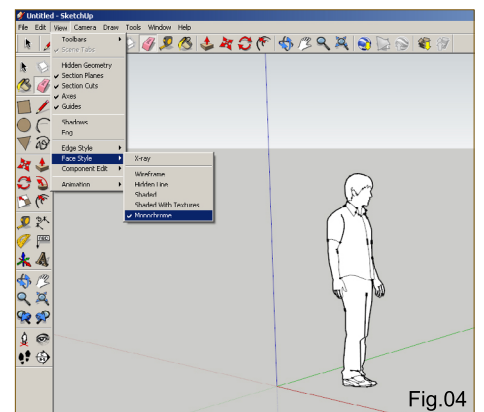 Untitled - SketchUp
File Edit View Camera Draw Tools Window Help
Toolbars
Scene Tabs
Hidden Geometry
Section Planes
Section Cuts
Axes
Guides
Shadows
Fog
Edge Style
Face Style
Component Edit
Animation
X-ray
Wireframe
Hidden Line
Shaded
Shaded With Textures
Monochrome
Fig.04